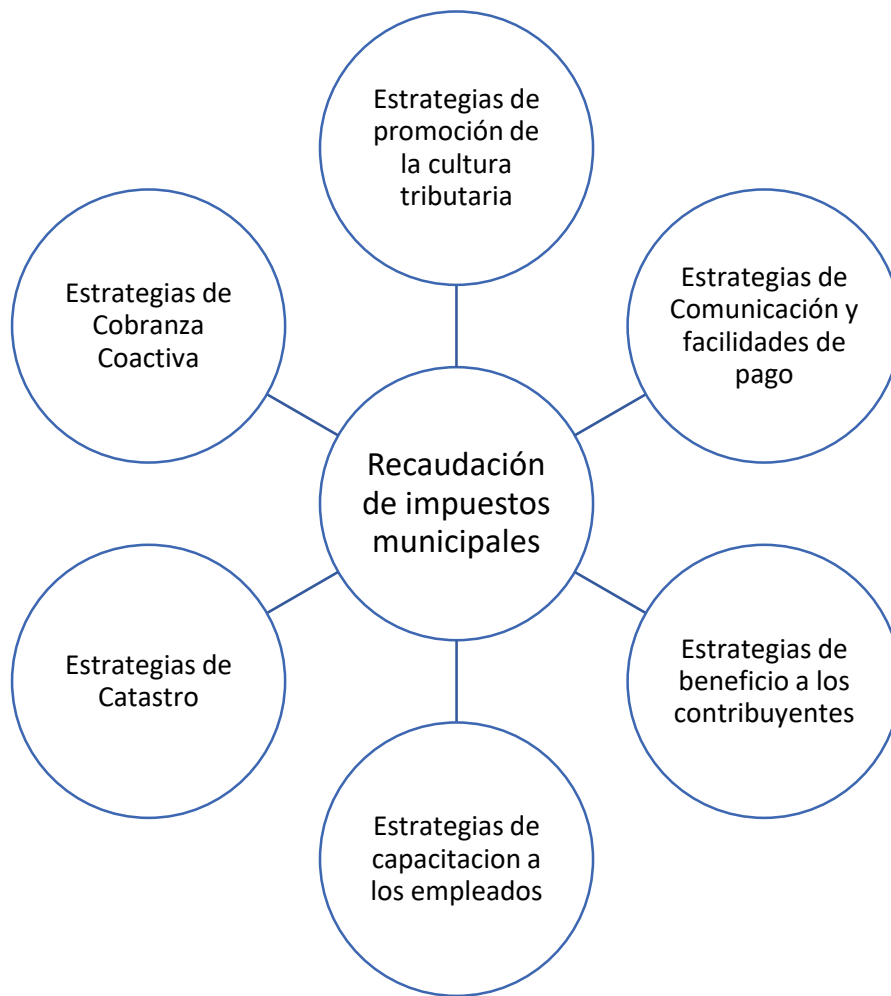 Estrategias de
promoción de
la cultura
tributaria
Estrategias de
Comunicación y
facilidades de
pago
Estrategias de
beneficio a los
contribuyentes
Estrategias de
capacitacion a
los empleados
Estrategias de
Catastro
Estrategias de
Cobranza
Coactiva
Recaudación
de impuestos
municipales